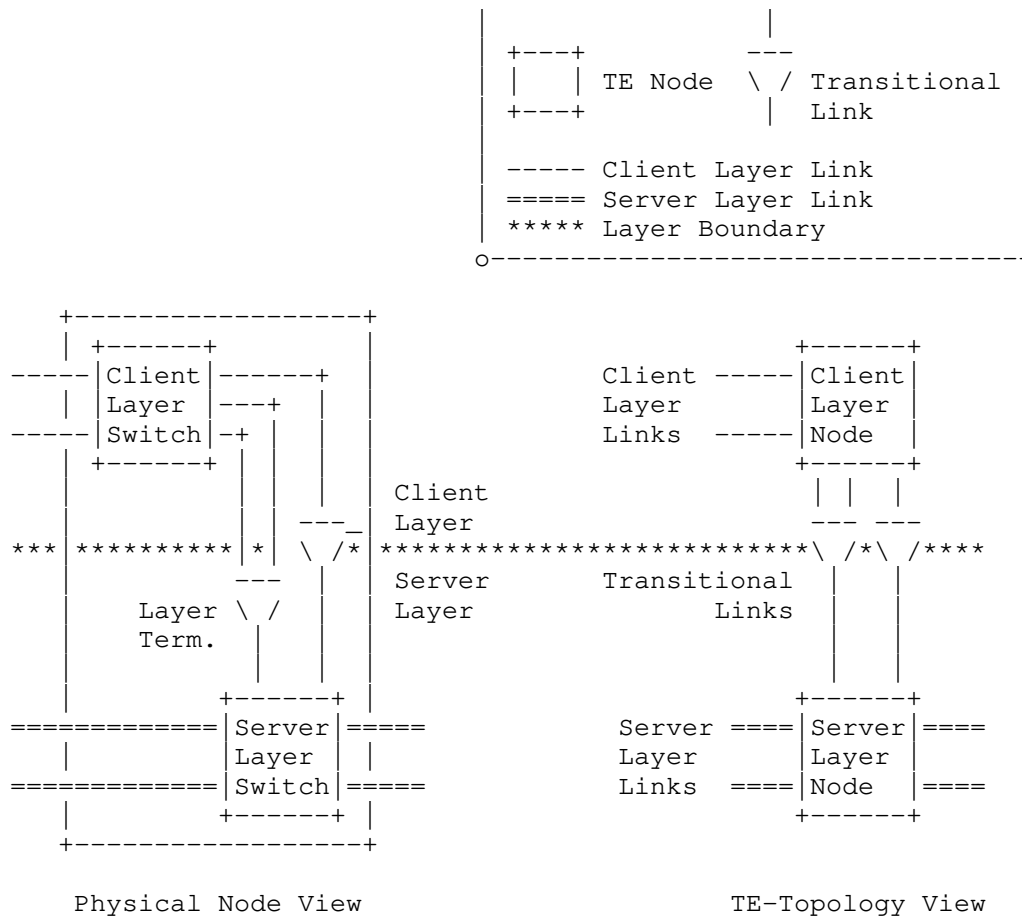 TE Node Transitional
Link
Client Layer Link
Server Layer Link
Layer Boundary
Client Client Client
Layer Layer Layer
Switch Links Node
Client
Layer
Server Transitional
Layer Term. Layer Links
Server Server Server
Layer Layer Layer
Switch Links Node
Physical Node View TE-Topology View